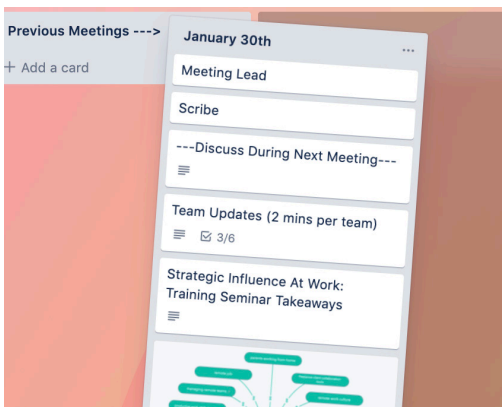 Previous Meetings --->
+ Add a card
January 30th
Meeting Lead
Scribe
---Discuss During Next Meeting---
Team Updates (2 mins per team)
3/6
Strategic Influence At Work:
Training Seminar Takeaways